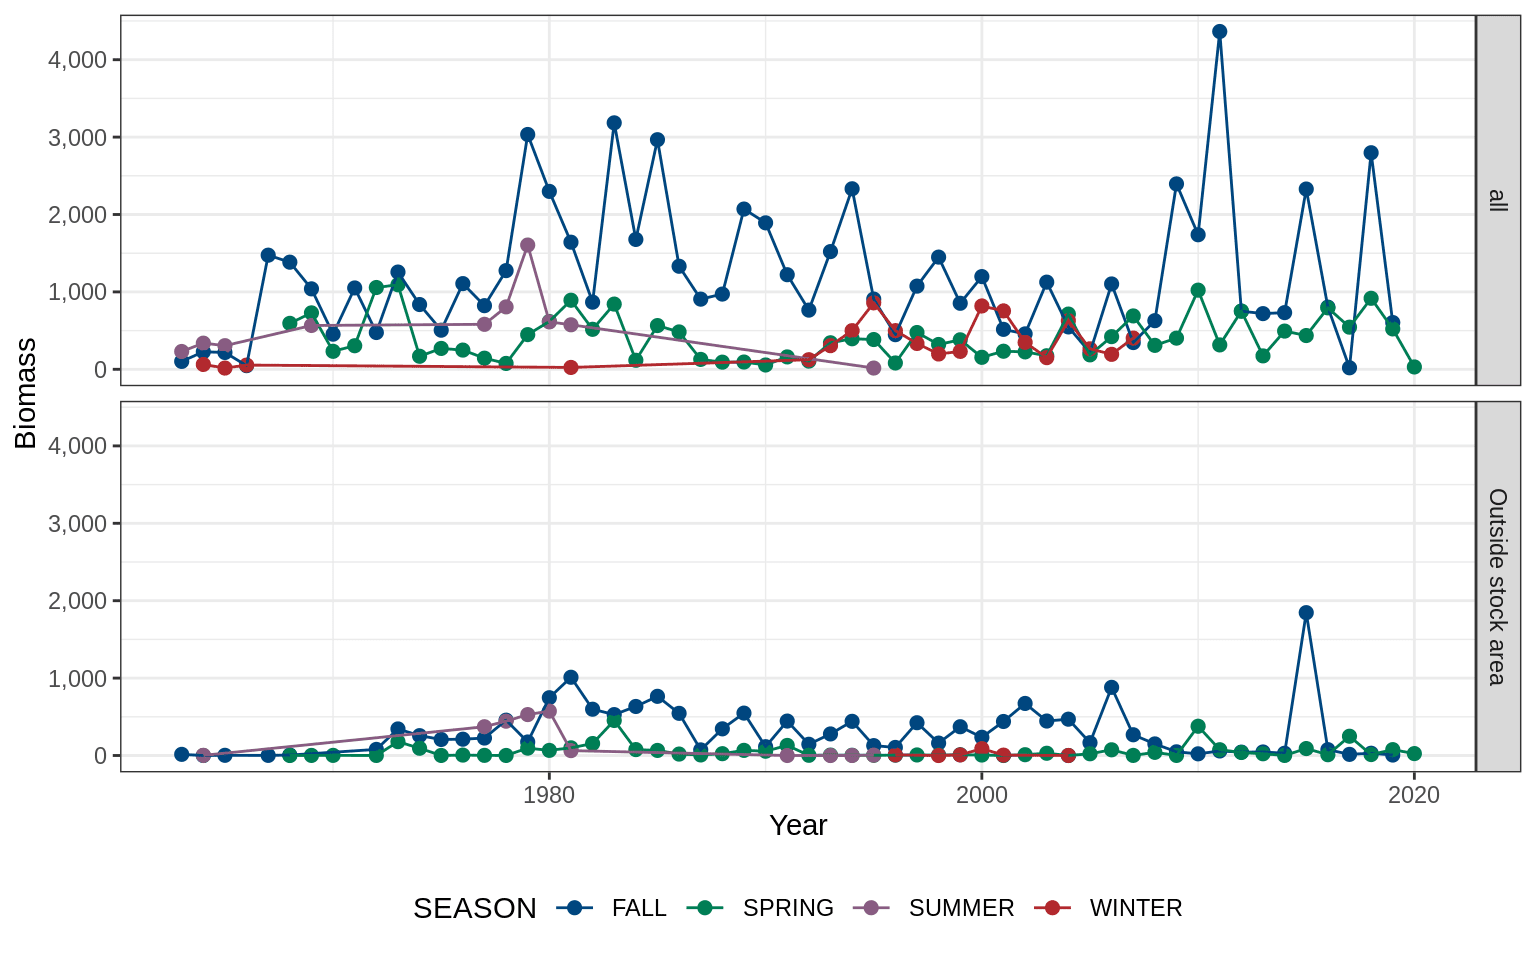 4,000
3,000
2,000
1,000
0
all
Biomass
4,000
3,000
2,000
1,000
0
Outside stock area
1980 2000 2020
Year
SEASON FALL SPRING SUMMER WINTER